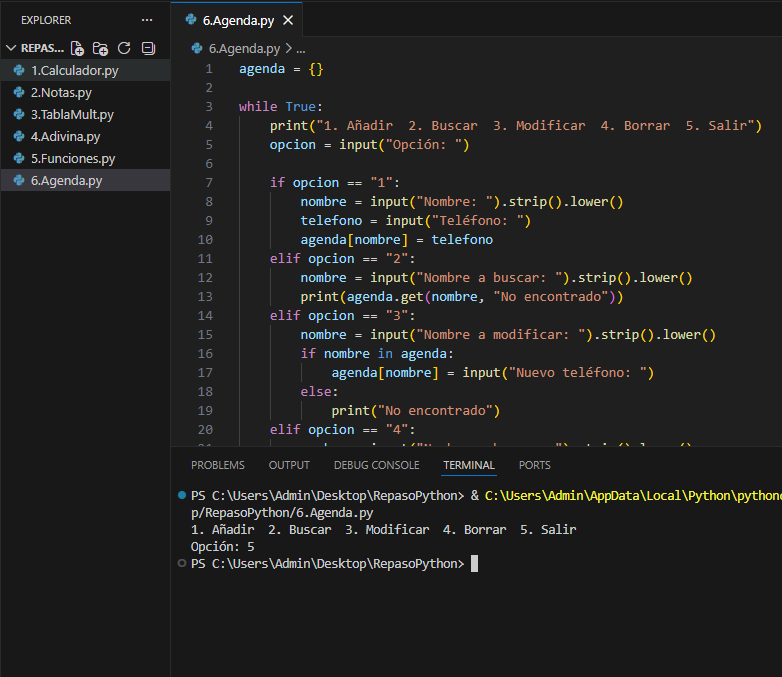 EXPLORER
REPAS...
1.Calculador.py
2.Notas.py
3.TablaMult.py
4.Adivina.py
5.Funciones.py
6.Agenda.py
6.Agenda.py
6.Agenda.py > ...
1 agenda = {}
2
3 while True:
4 print("1. Añadir  2. Buscar  3. Modificar  4. Borrar  5. Salir")
5 opcion = input("Opción: ")
6
7 if opcion == "1":
8 nombre = input("Nombre: ").strip().lower()
9 telefono = input("Teléfono: ")
10 agenda[nombre] = telefono
11 elif opcion == "2":
12 nombre = input("Nombre a buscar: ").strip().lower()
13 print(agenda.get(nombre, "No encontrado"))
14 elif opcion == "3":
15 nombre = input("Nombre a modificar: ").strip().lower()
16 if nombre in agenda:
17 agenda[nombre] = input("Nuevo teléfono: ")
18 else:
19 print("No encontrado")
20 elif opcion == "4":
PROBLEMS OUTPUT DEBUG CONSOLE TERMINAL PORTS
PS C:\Users\Admin\Desktop\RepasoPython> & C:\Users\Admin\AppData\Local\Python\python
p/RepasoPython/6.Agenda.py
1. Añadir  2. Buscar  3. Modificar  4. Borrar  5. Salir
Opción: 5
PS C:\Users\Admin\Desktop\RepasoPython>